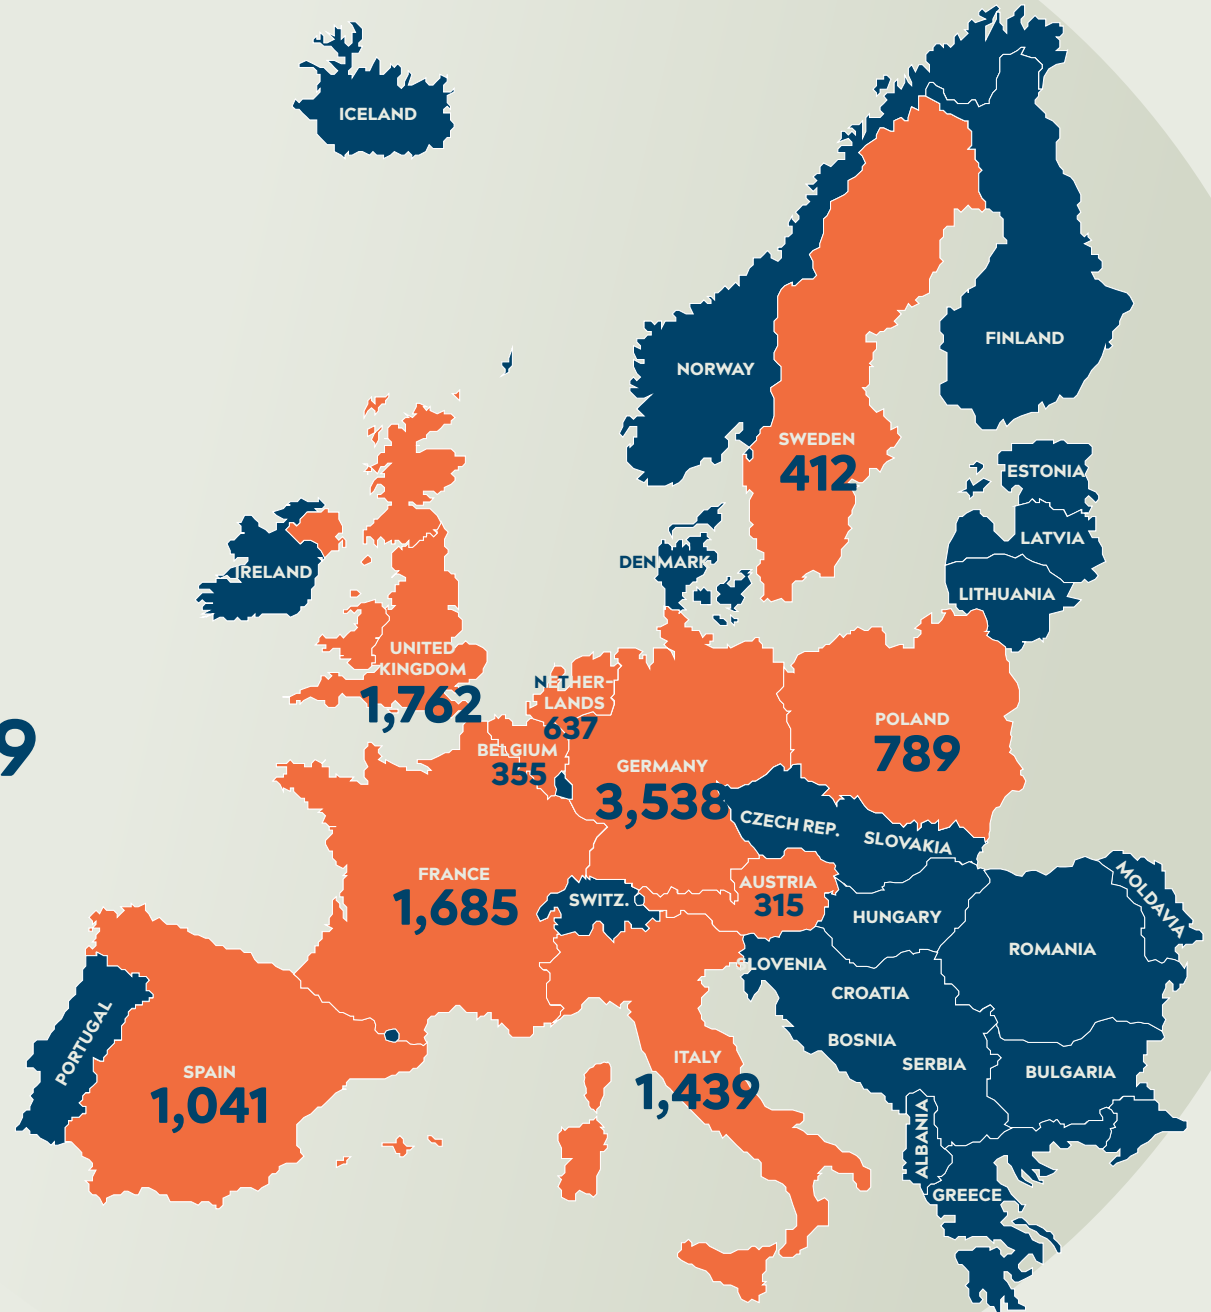 ICELAND
FINLAND
NORWAY
SWEDEN
412
ESTONIA
LATVIA
DENMARK
IRELAND
LITHUANIA
UNITED
KINGDOM
1,762
NETHER-
LANDS
637
POLAND
789
9
BELGIUM
355
GERMANY
3,538
CZECH REP.
SLOVAKIA
FRANCE
1,685
SWITZ.
AUSTRIA
315
MOLDAVIA
HUNGARY
ROMANIA
SLOVENIA
CROATIA
PORTUGAL
BOSNIA
SERBIA
SPAIN
1,041
ITALY
1,439
BULGARIA
ALBANIA
GREECE